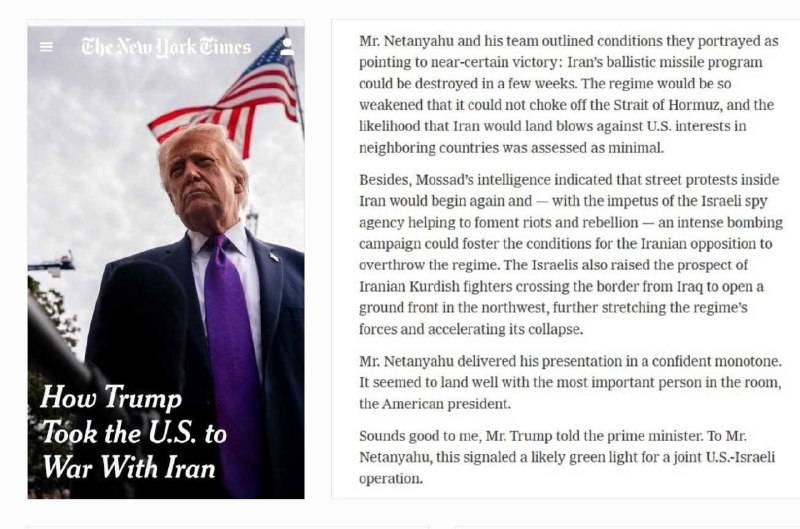 The New York Times
How Trump
Took the U.S. to
War With Iran
Mr. Netanyahu and his team outlined conditions they portrayed as
pointing to near-certain victory: Iran's ballistic missile program
could be destroyed in a few weeks. The regime would be so
weakened that it could not choke off the Strait of Hormuz, and the
likelihood that Iran would land blows against U.S. interests in
neighboring countries was assessed as minimal.
Besides, Mossad's intelligence indicated that street protests inside
Iran would begin again and — with the impetus of the Israeli spy
agency helping to foment riots and rebellion — an intense bombing
campaign could foster the conditions for the Iranian opposition to
overthrow the regime. The Israelis also raised the prospect of
Iranian Kurdish fighters crossing the border from Iraq to open a
ground front in the northwest, further stretching the regime's
forces and accelerating its collapse.
Mr. Netanyahu delivered his presentation in a confident monotone.
It seemed to land well with the most important person in the room,
the American president.
Sounds good to me, Mr. Trump told the prime minister. To Mr.
Netanyahu, this signaled a likely green light for a joint U.S.-Israeli
operation.